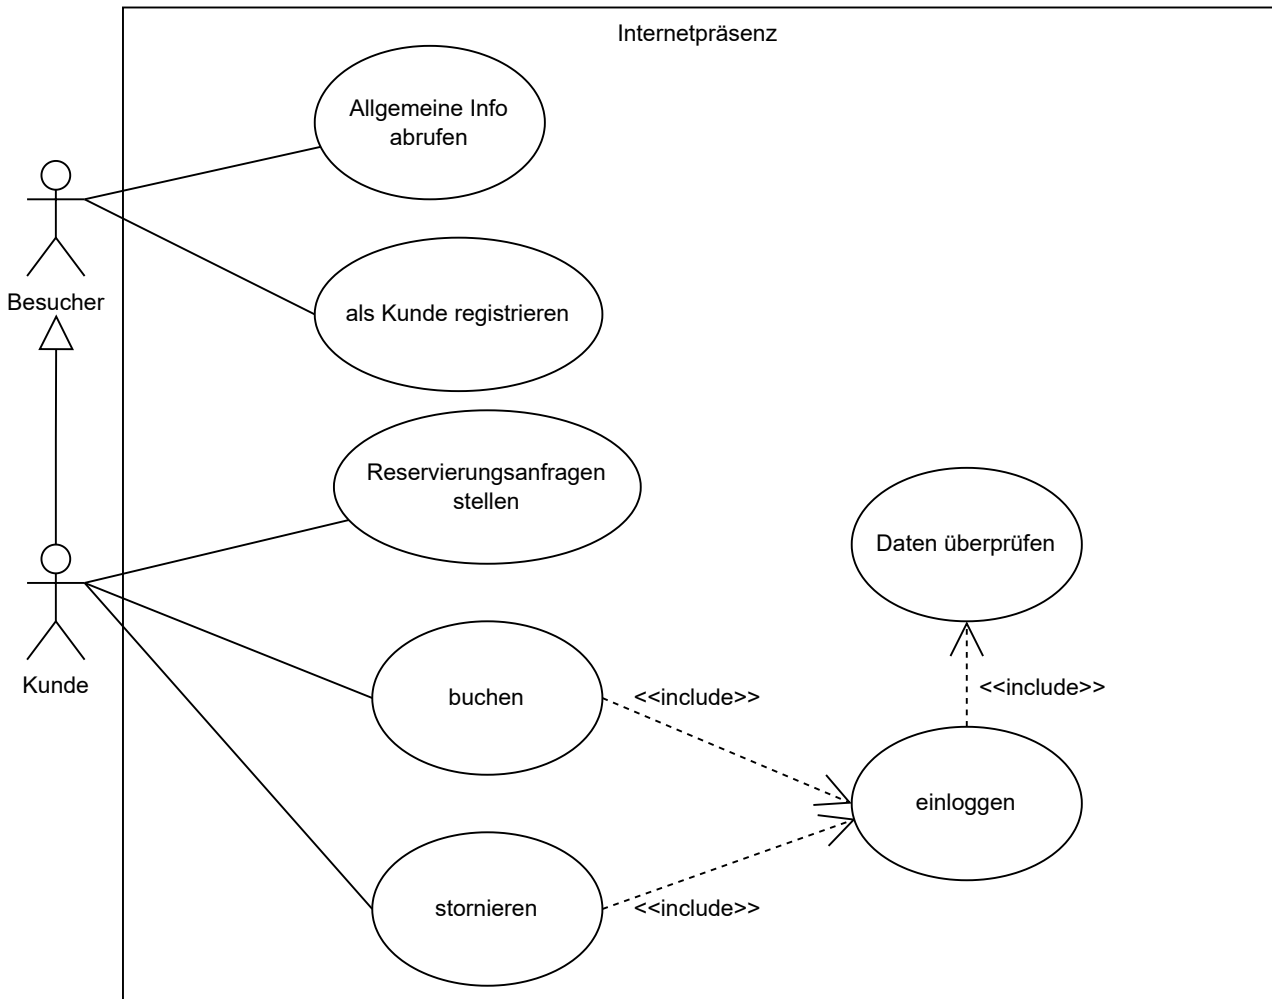 Internetpräsenz
Allgemeine Info
abrufen
Besucher
als Kunde registrieren
Reservierungsanfragen
stellen
Daten überprüfen
Kunde
buchen
<<include>>
<<include>>
einloggen
stornieren
<<include>>